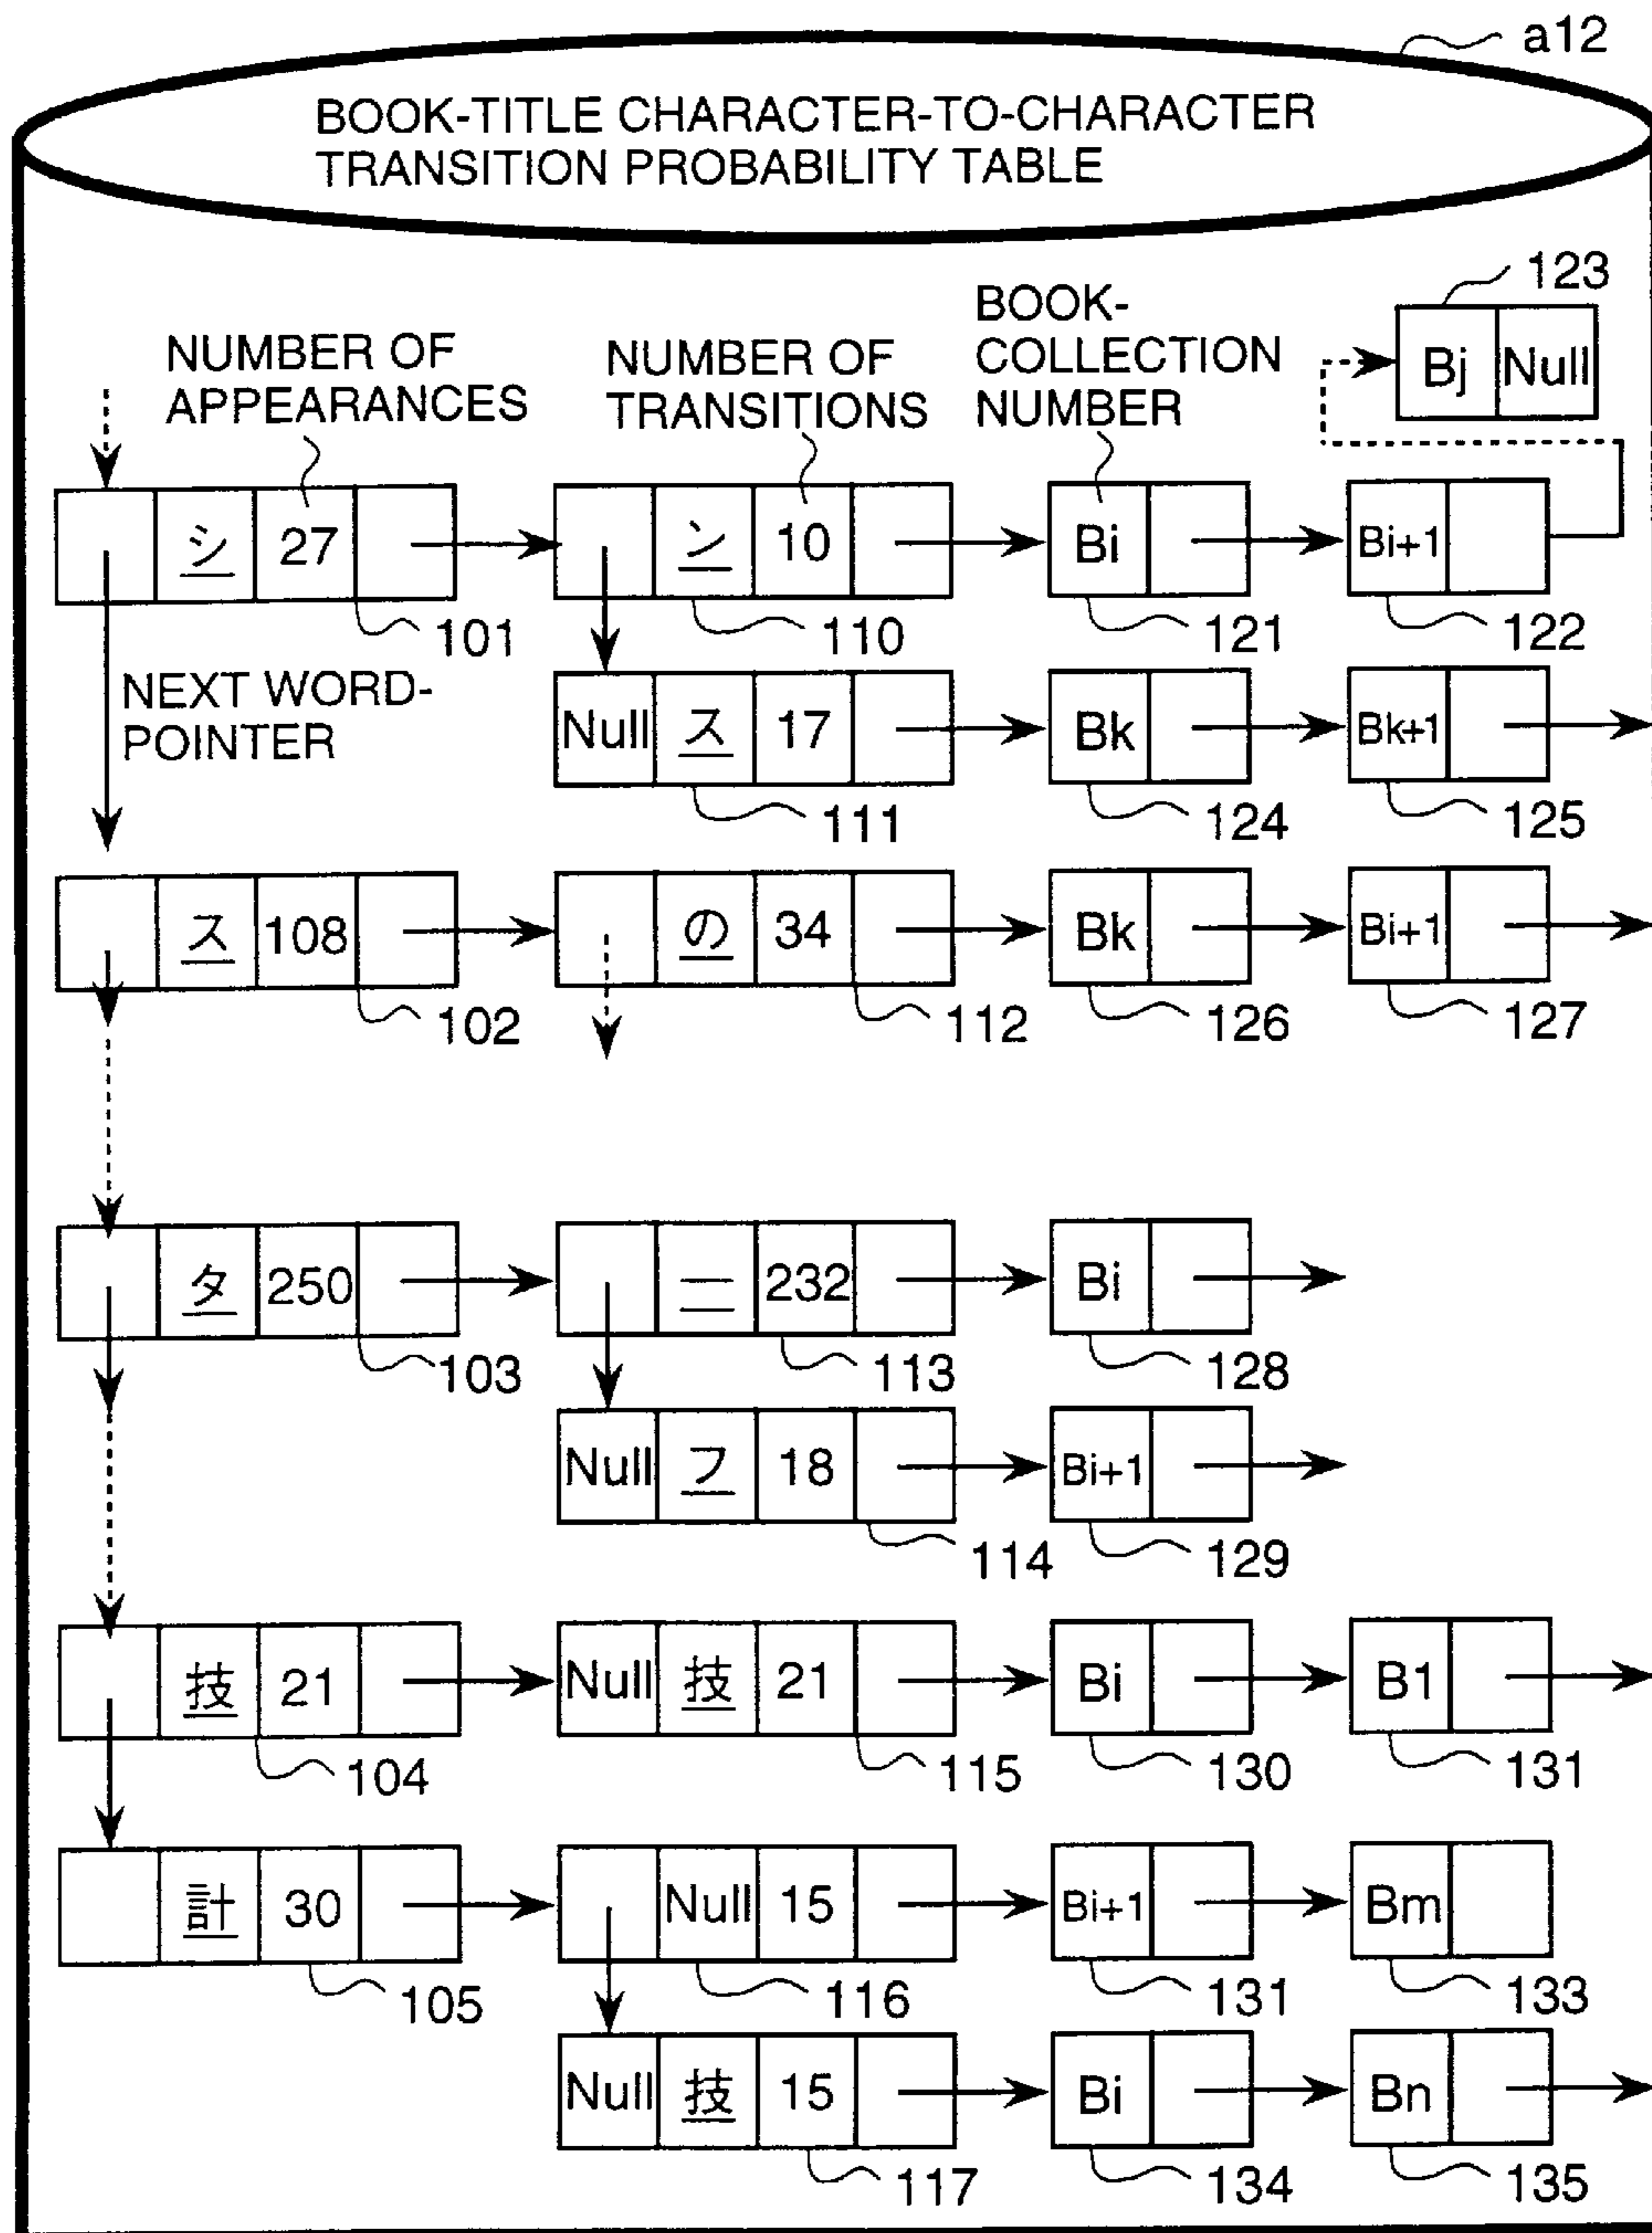 a12
BOOK-TITLE CHARACTER-TO-CHARACTER
TRANSITION PROBABILITY TABLE
123
Bj Null
NUMBER OF
APPEARANCES
NUMBER OF
TRANSITIONS
BOOK-
COLLECTION
NUMBER
シ 27 ン 10 Bi Bi+1
101 110 121 122
NEXT WORD-
POINTER
Null ス 17 Bk Bk+1
111 124 125
ス 108 の 34 Bk Bi+1
102 112 126 127
タ 250 一 232 Bi
103 113 128
Null フ 18 Bi+1
114 129
技 21 Null 技 21 Bi B1
104 115 130 131
計 30 Null 15 Bi+1 Bm
105 116 131 133
Null 技 15 Bi Bn
117 134 135